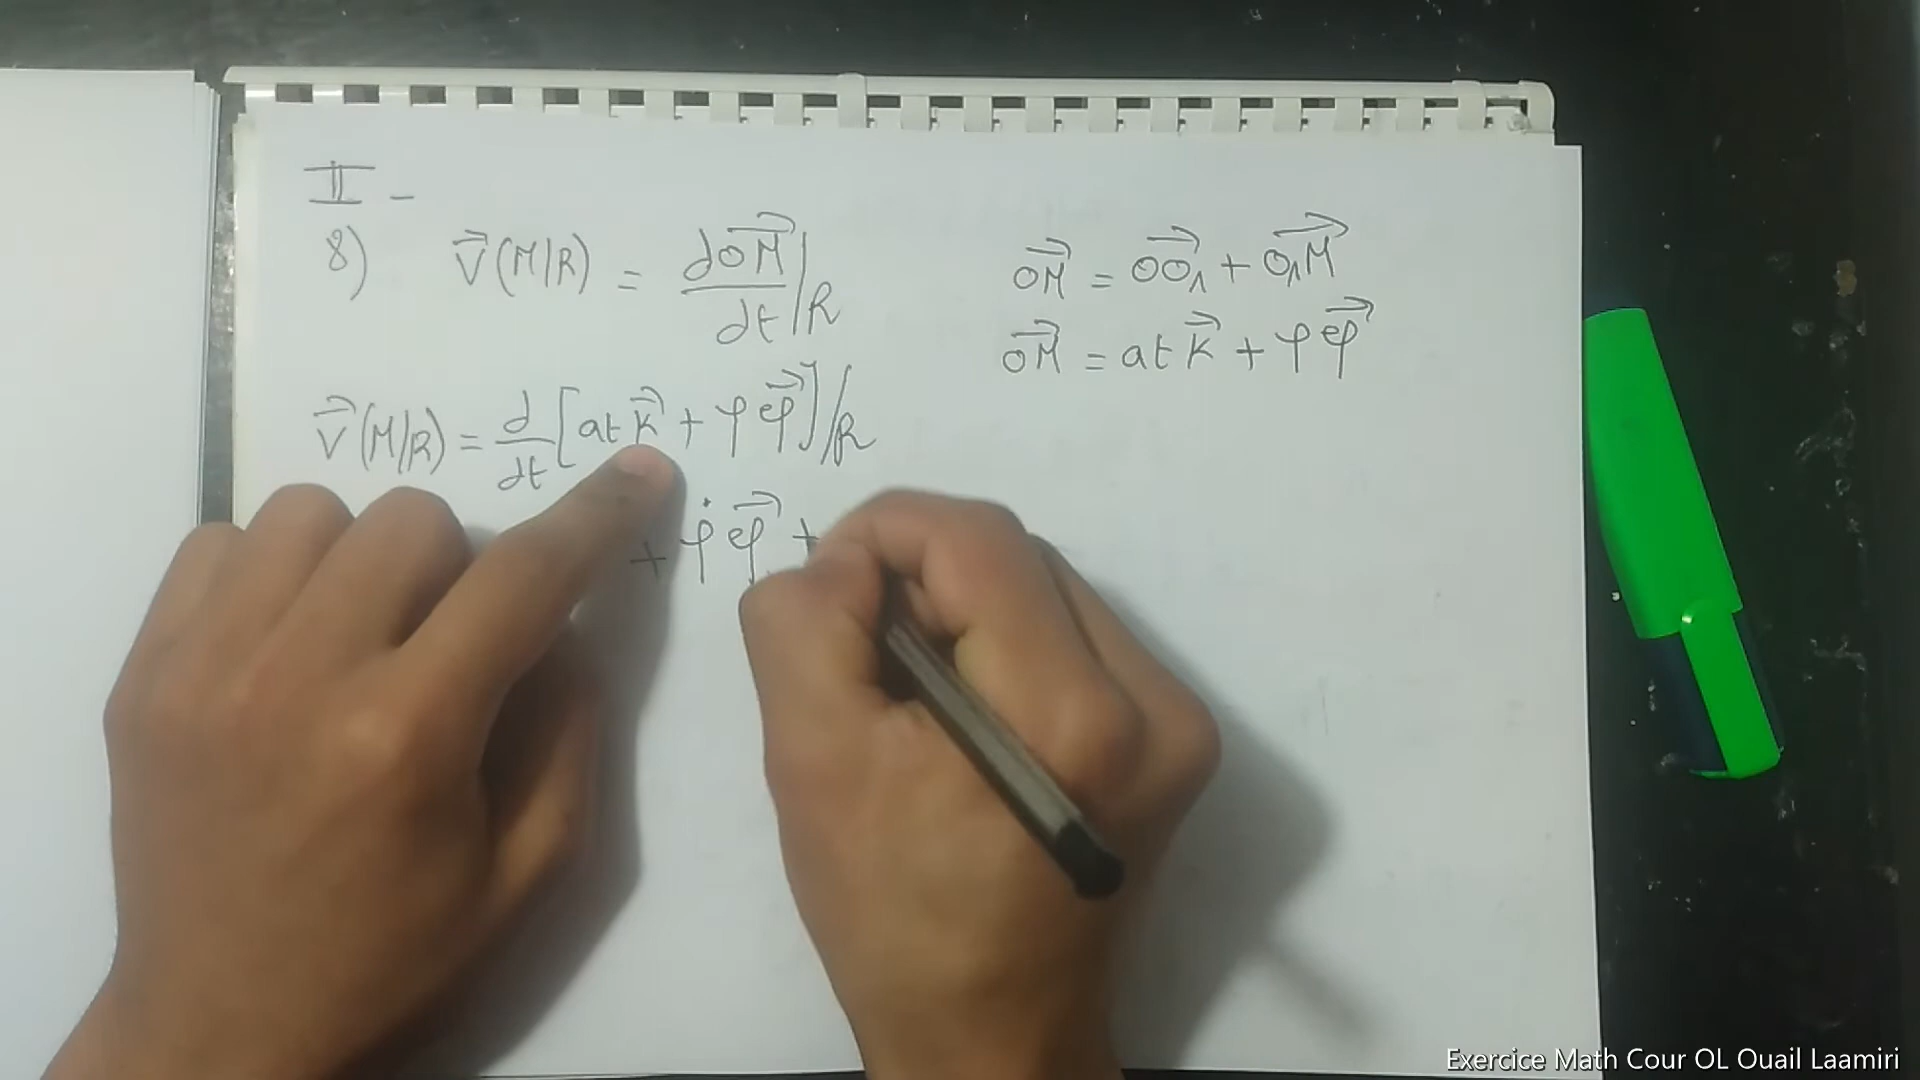 II -
8) V⃗(M/R) = dOM⃗/dt|R
OM⃗ = OO₁⃗ + O₁M⃗
OM⃗ = at k⃗ + φ eφ⃗
V⃗(M/R) = d/dt [at k⃗ + φ eφ⃗]/R
+ φ̇ eφ⃗ +
Exercice Math Cour OL Ouail Laamiri